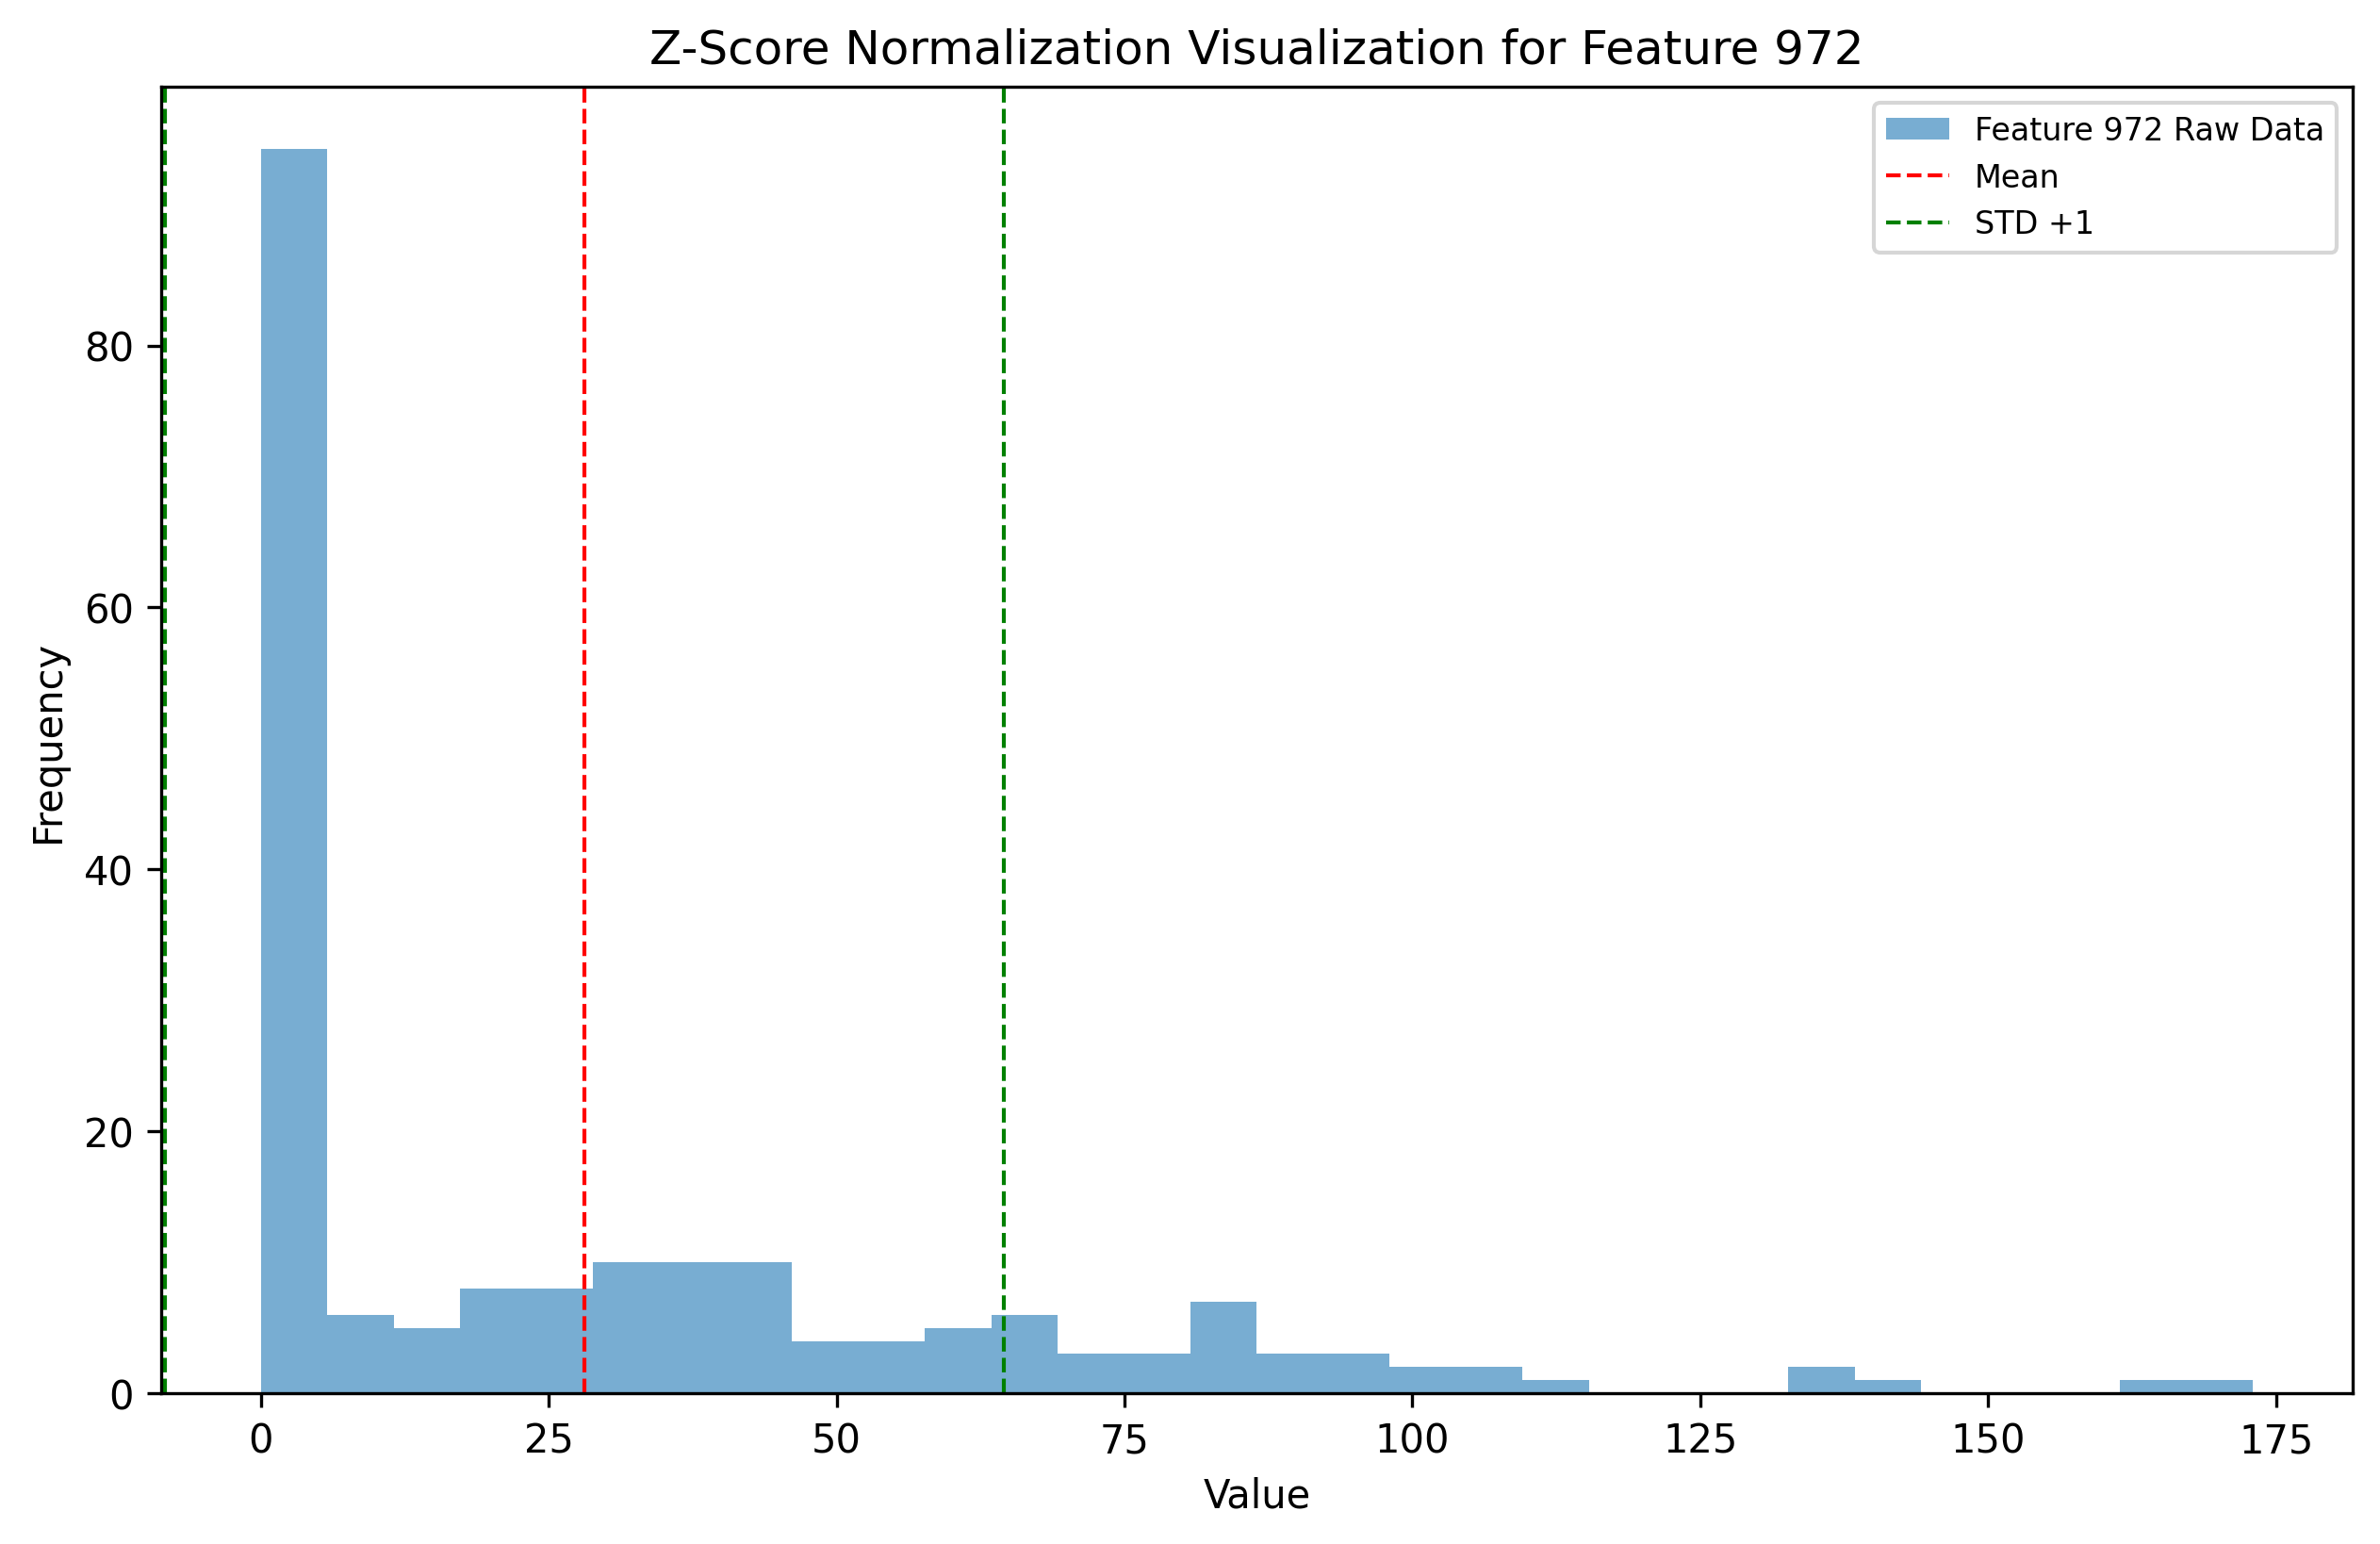 Z-Score Normalization Visualization for Feature 972
Feature 972 Raw Data
Mean
STD +1
Frequency
80
60
40
20
0
0 25 50 75 100 125 150 175
Value